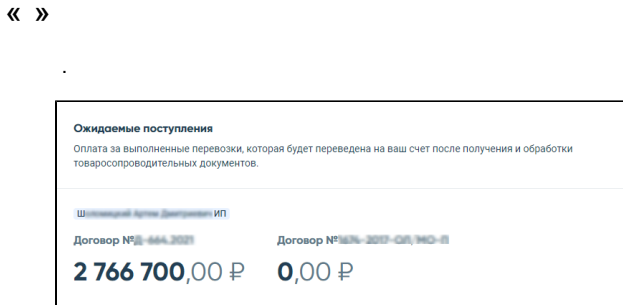 « »
.
Ожидаемые поступления
Оплата за выполненные перевозки, которая будет переведена на ваш счет после получения и обработки
товаросопроводительных документов.
ИП
Договор № Договор №
2 766 700,00 ₽ 0,00 ₽